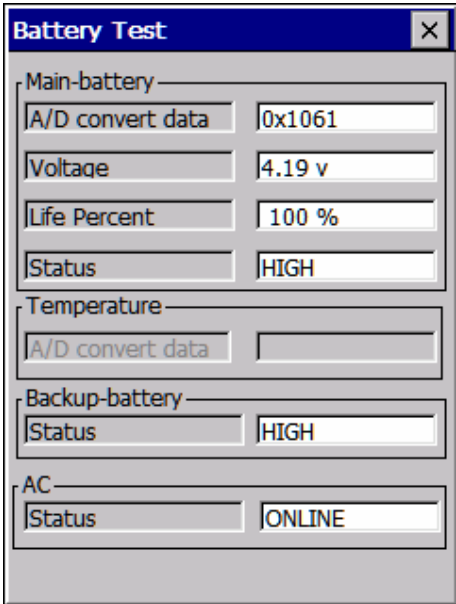 Battery Test
Main-battery
A/D convert data 0x1061
Voltage 4.19 v
Life Percent 100 %
Status HIGH
Temperature
A/D convert data
Backup-battery
Status HIGH
AC
Status ONLINE